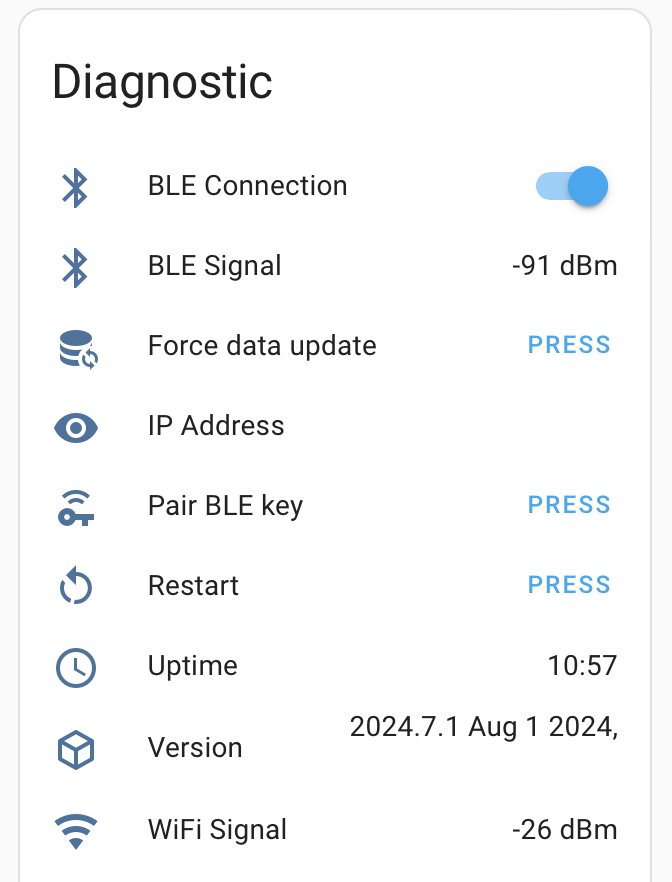 Diagnostic
BLE Connection
BLE Signal -91 dBm
Force data update PRESS
IP Address
Pair BLE key PRESS
Restart PRESS
Uptime 10:57
Version 2024.7.1 Aug 1 2024,
WiFi Signal -26 dBm